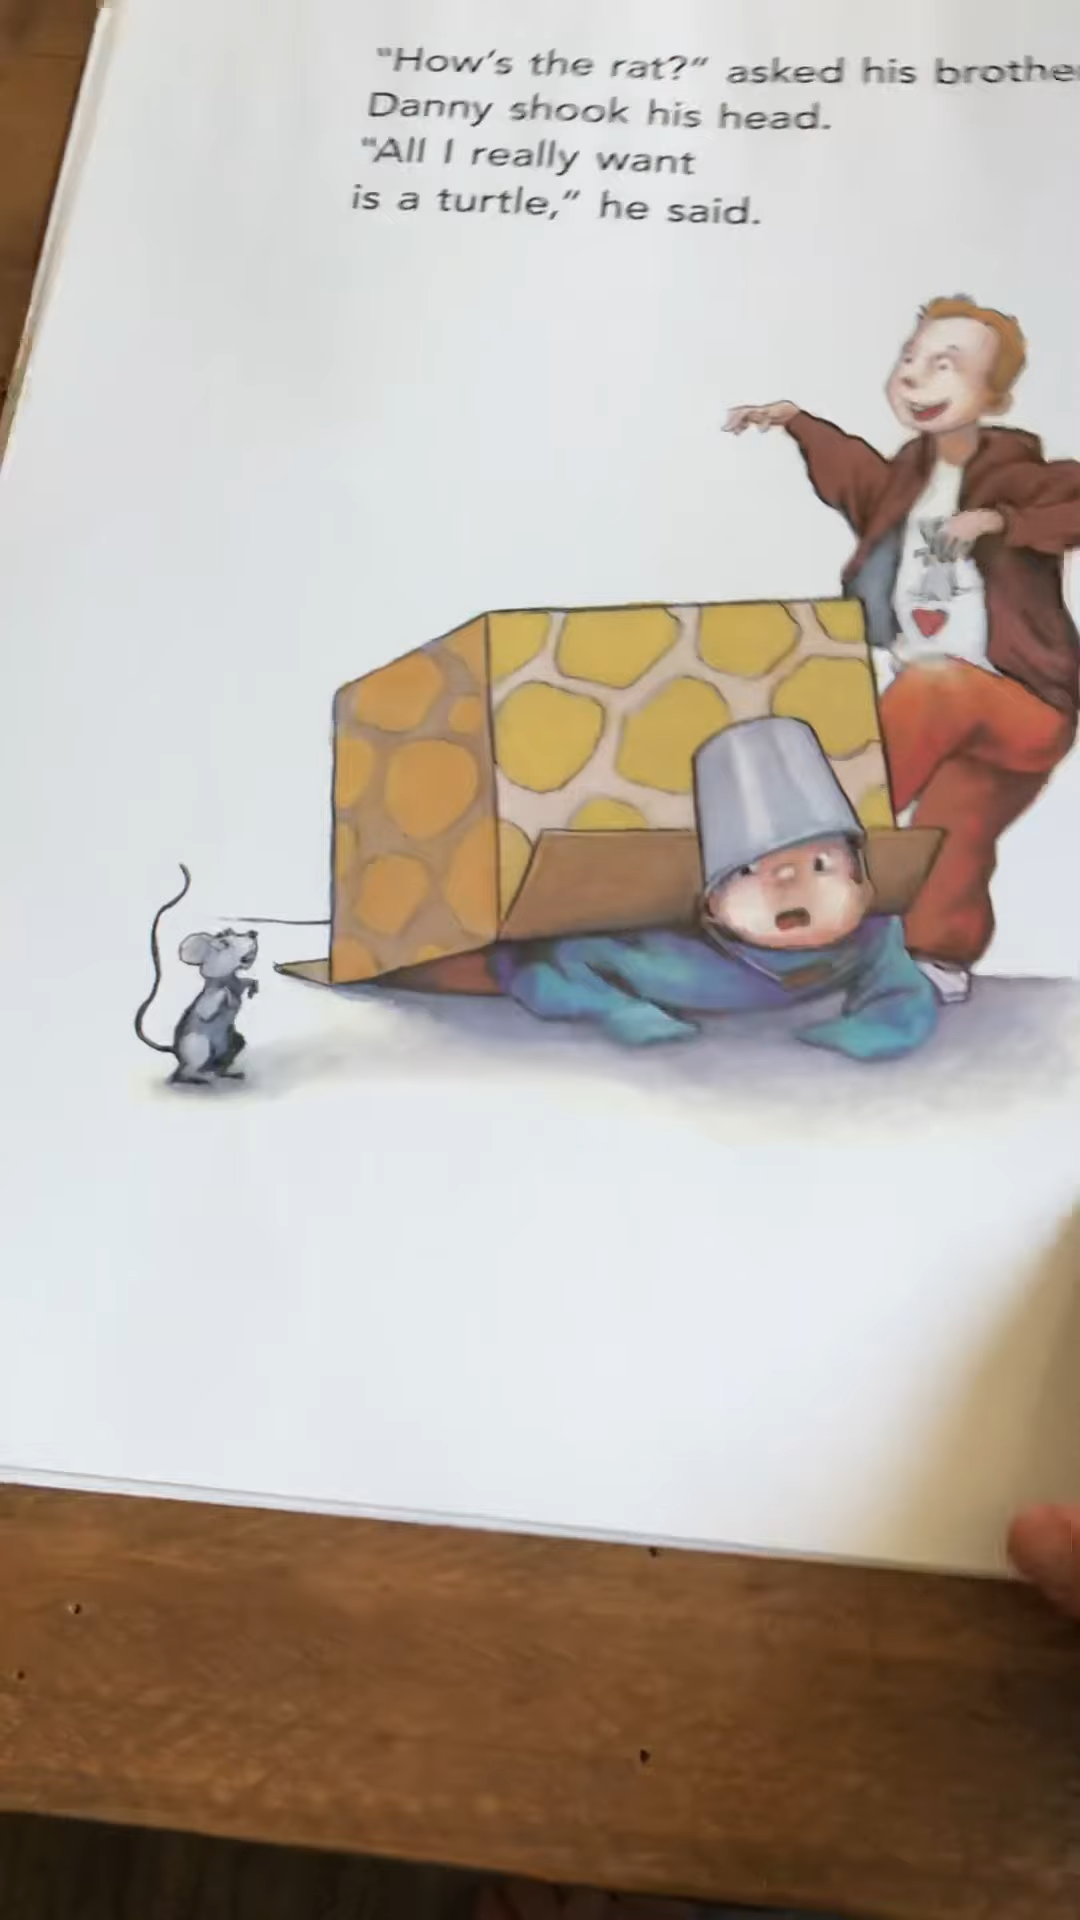 "How's the rat?" asked his
Danny shook his head.
"All I really want
is a turtle," he said.